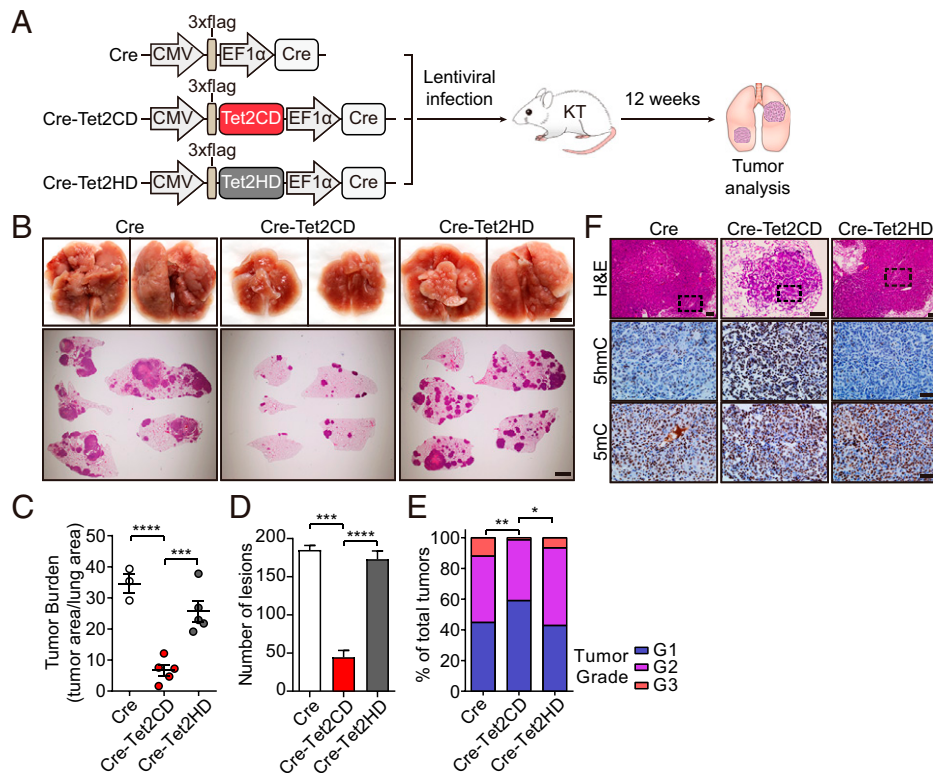 A
3xflag
Cre CMV EF1α Cre
3xflag
Cre-Tet2CD CMV Tet2CD EF1α Cre
3xflag
Cre-Tet2HD CMV Tet2HD EF1α Cre
Lentiviral
infection
KT
12 weeks
Tumor
analysis
B
Cre Cre-Tet2CD Cre-Tet2HD
F
Cre Cre-Tet2CD Cre-Tet2HD
H&E
5hmC
5mC
C
Tumor Burden
(tumor area/lung area)
50
40
30
20
10
0
**** ***
Cre Cre-Tet2CD Cre-Tet2HD
D
Number of lesions
200
150
100
50
0
*** ****
Cre Cre-Tet2CD Cre-Tet2HD
E
% of total tumors
100
80
60
40
20
0
** *
Cre Cre-Tet2CD Cre-Tet2HD
Tumor
Grade
G1
G2
G3